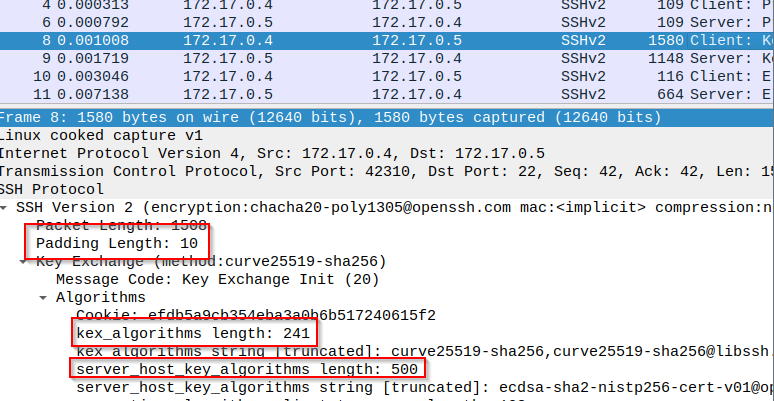 4 0.000313 172.17.0.4 172.17.0.5 SSHv2 109 Client: P
6 0.000792 172.17.0.5 172.17.0.4 SSHv2 109 Server: P
8 0.001008 172.17.0.4 172.17.0.5 SSHv2 1580 Client: Ke
9 0.001719 172.17.0.5 172.17.0.4 SSHv2 1148 Server: Ke
10 0.003046 172.17.0.4 172.17.0.5 SSHv2 116 Client: E
11 0.007138 172.17.0.5 172.17.0.4 SSHv2 664 Server: E
Frame 8: 1580 bytes on wire (12640 bits), 1580 bytes captured (12640 bits)
Linux cooked capture v1
Internet Protocol Version 4, Src: 172.17.0.4, Dst: 172.17.0.5
Transmission Control Protocol, Src Port: 42310, Dst Port: 22, Seq: 42, Ack: 42, Len: 15
SSH Protocol
SSH Version 2 (encryption:chacha20-poly1305@openssh.com mac:<implicit> compression:n
Packet Length: 1508
Padding Length: 10
Key Exchange (method:curve25519-sha256)
Message Code: Key Exchange Init (20)
Algorithms
Cookie: efdb5a9cb354eba3a0b6b517240615f2
kex_algorithms length: 241
kex_algorithms string [truncated]: curve25519-sha256,curve25519-sha256@libssh.
server_host_key_algorithms length: 500
server_host_key_algorithms string [truncated]: ecdsa-sha2-nistp256-cert-v01@op